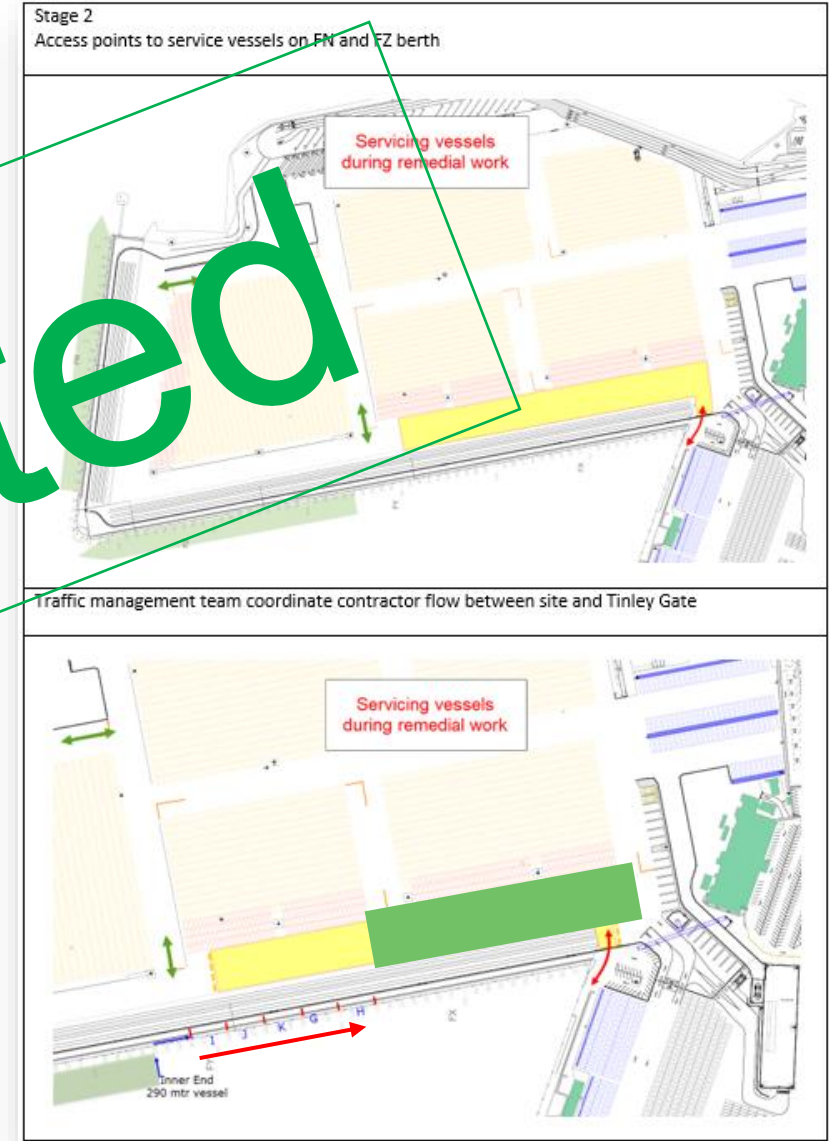 Stage 2
Access points to service vessels on FN and FZ berth
Servicing vessels
during remedial work
ted
Traffic management team coordinate contractor flow between site and Tinley Gate
Servicing vessels
during remedial work
I J K G H
FX
Inner End
290 mtr vessel